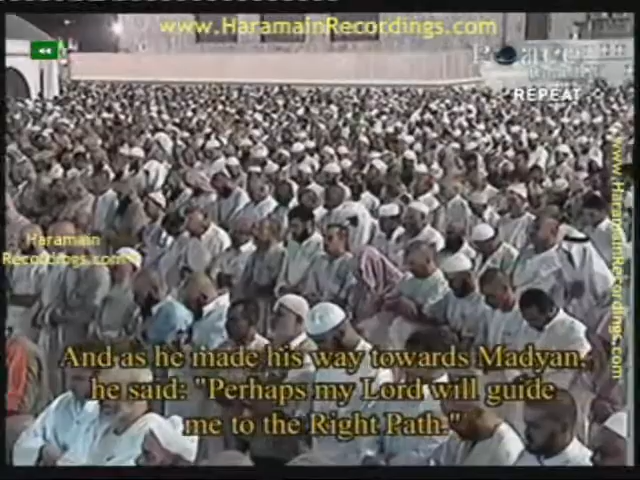 www.HaramainRecordings.com
Peace
REPEAT
www.HaramainRecordings.com
Haramain
Recordings.com
And as he made his way towards Madyan,
he said: "Perhaps my Lord will guide
me to the Right Path."